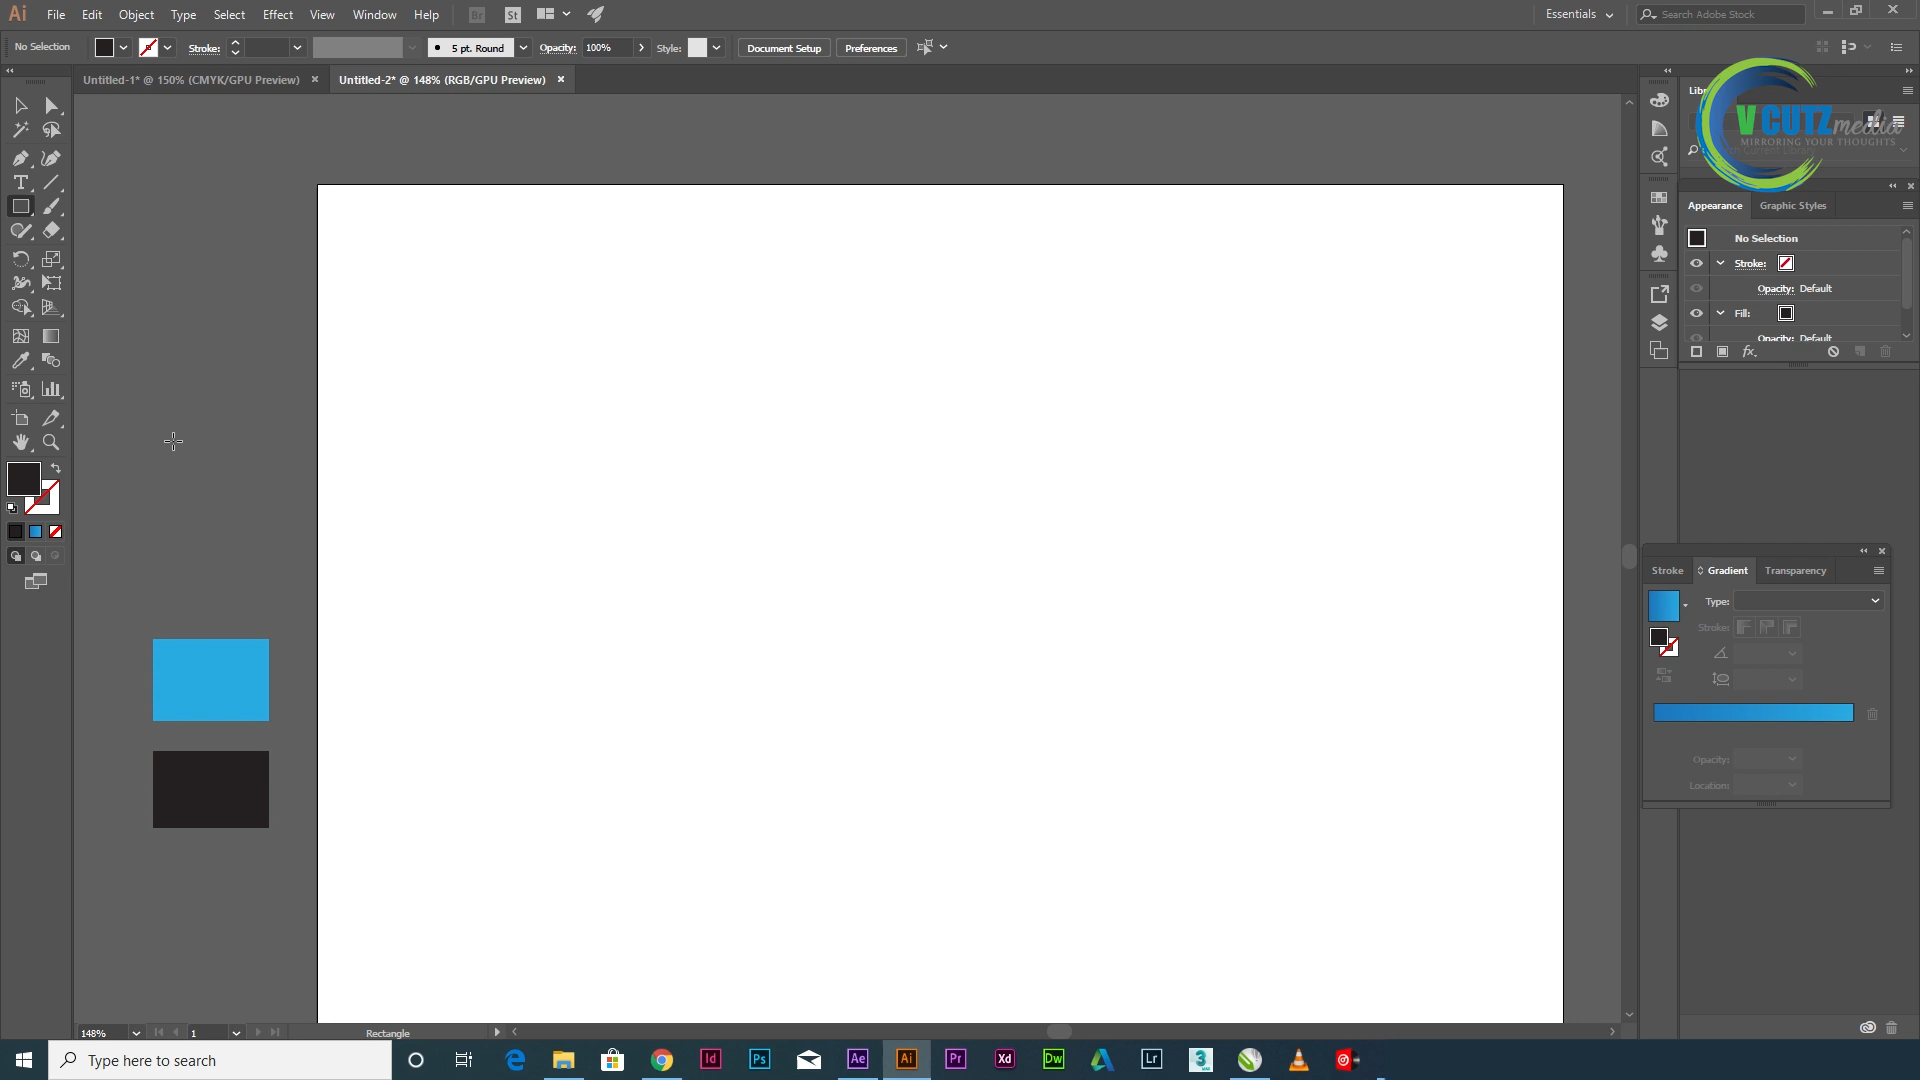 Ai File Edit Object Type Select Effect View Window Help Br St Essentials Search Adobe Stock
No Selection Stroke: 5 pt. Round Opacity: 100% Style: Document Setup Preferences
Untitled-1* @ 150% (CMYK/GPU Preview) × Untitled-2* @ 148% (RGB/GPU Preview) ×
V CUTZ media
MIRRORING YOUR THOUGHTS
Appearance Graphic Styles
No Selection
Stroke:
Opacity: Default
Fill:
Opacity: Default
fx
Stroke Gradient Transparency
Type:
Stroke:
Opacity:
Location:
148% 1 Rectangle
Type here to search Id Ps Ae Ai Pr Xd Dw Lr 3